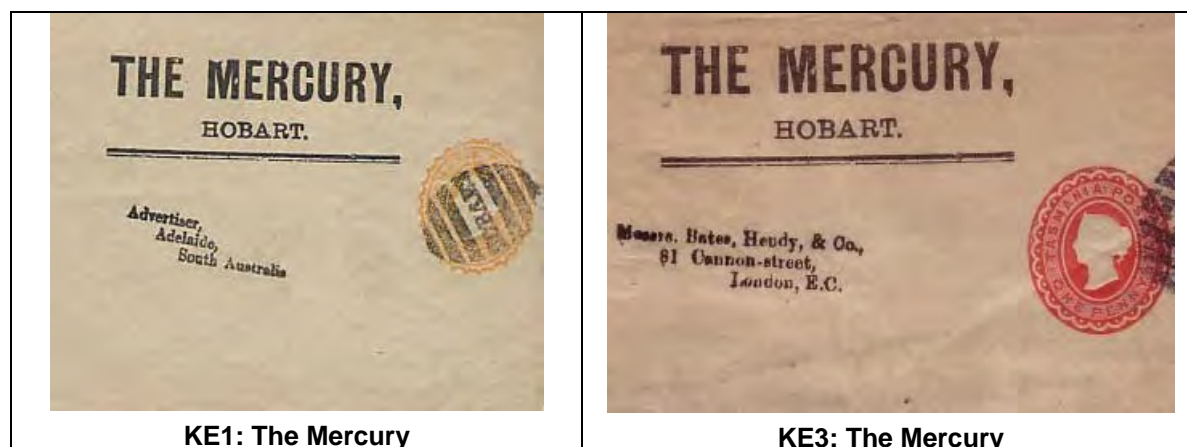 THE MERCURY,
HOBART.
Advertiser,
Adelaide,
South Australia
KE1: The Mercury
THE MERCURY,
HOBART.
Messrs. Bates, Hendy, & Co.,
81 Cannon-street,
London, E.C.
TASMANIA
ONE PENNY
KE3: The Mercury